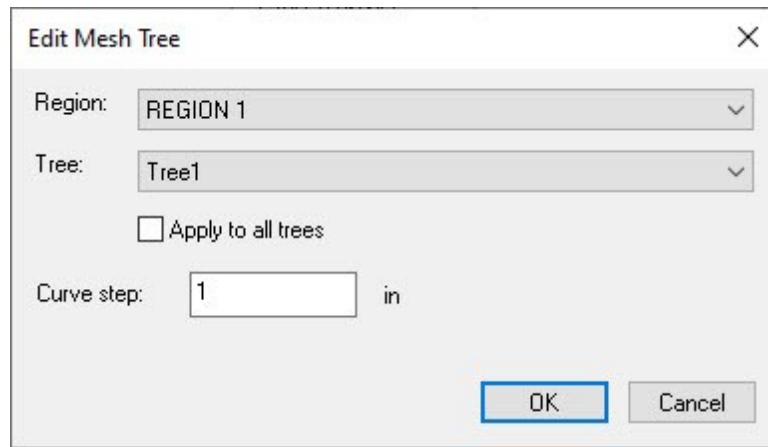 Edit Mesh Tree
Region: REGION 1
Tree: Tree1
Apply to all trees
Curve step: 1 in
OK Cancel